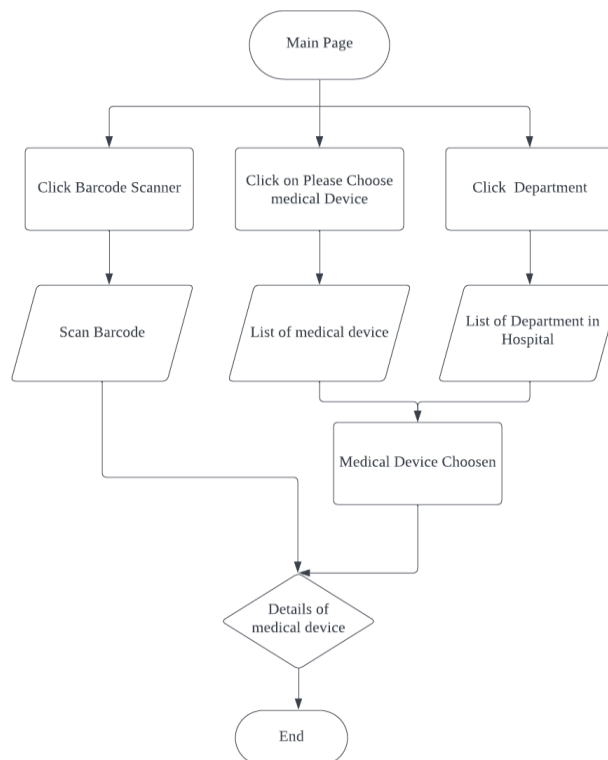 Main Page
Click Barcode Scanner
Click on Please Choose
medical Device
Click  Department
Scan Barcode
List of medical device
List of Department in
Hospital
Medical Device Choosen
Details of
medical device
End